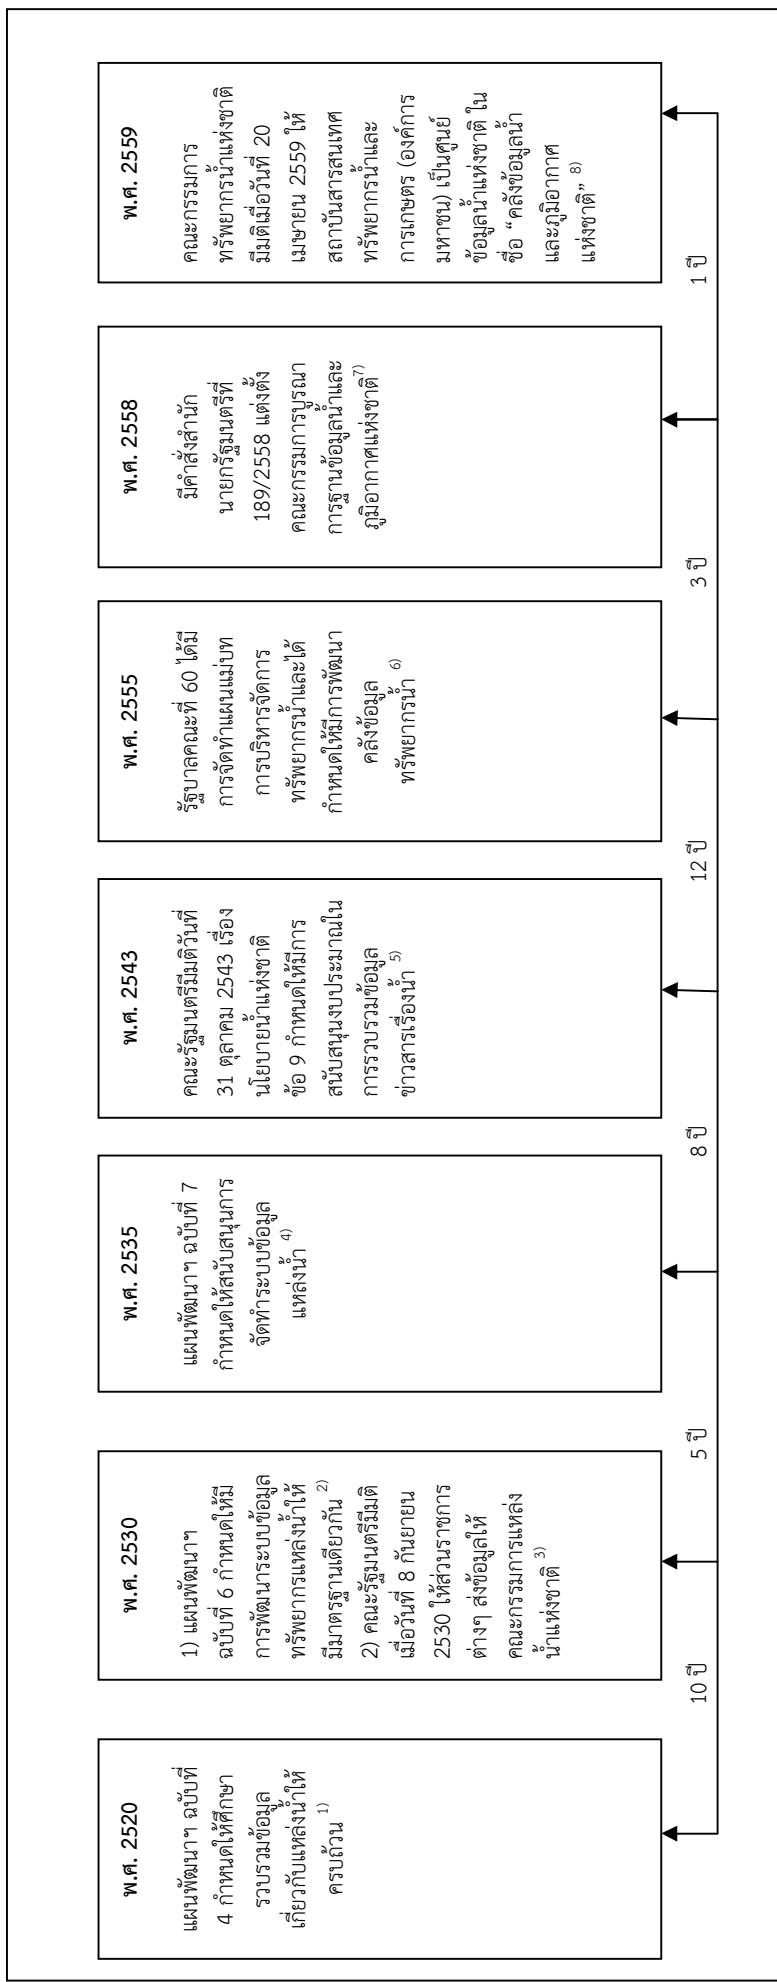 พ.ศ. 2520
แผนพัฒนาฯ ฉบับที่
4 กำหนดให้ศึกษา
รวบรวมข้อมูล
เกี่ยวกับแหล่งน้ำให้
ครบถ้วน 1)
10 ปี
พ.ศ. 2530
1) แผนพัฒนาฯ
ฉบับที่ 6 กำหนดให้มี
การพัฒนาระบบข้อมูล
ทรัพยากรแหล่งน้ำให้
มีมาตรฐานเดียวกัน 2)
2) คณะรัฐมนตรีมีมติ
เมื่อวันที่ 8 กันยายน
2530 ให้ส่วนราชการ
ต่างๆ ส่งข้อมูลให้
คณะกรรมการแหล่ง
น้ำแห่งชาติ 3)
5 ปี
พ.ศ. 2535
แผนพัฒนาฯ ฉบับที่ 7
กำหนดให้สนับสนุนการ
จัดทำระบบข้อมูล
แหล่งน้ำ 4)
8 ปี
พ.ศ. 2543
คณะรัฐมนตรีมีมติวันที่
31 ตุลาคม 2543 เรื่อง
นโยบายน้ำแห่งชาติ
ข้อ 9 กำหนดให้มีการ
สนับสนุนงบประมาณใน
การรวบรวมข้อมูล
ข่าวสารเรื่องน้ำ 5)
12 ปี
พ.ศ. 2555
รัฐบาลคณะที่ 60 ได้มี
การจัดทำแผนแม่บท
การบริหารจัดการ
ทรัพยากรน้ำและได้
กำหนดให้มีการพัฒนา
คลังข้อมูล
ทรัพยากรน้ำ 6)
3 ปี
พ.ศ. 2558
มีคำสั่งสำนัก
นายกรัฐมนตรีที่
189/2558 แต่งตั้ง
คณะกรรมการบูรณา
การฐานข้อมูลน้ำและ
ภูมิอากาศแห่งชาติ7)
1 ปี
พ.ศ. 2559
คณะกรรมการ
ทรัพยากรน้ำแห่งชาติ
มีมติเมื่อวันที่ 20
เมษายน 2559 ให้
สถาบันสารสนเทศ
ทรัพยากรน้ำและ
การเกษตร (องค์การ
มหาชน) เป็นศูนย์
ข้อมูลน้ำแห่งชาติ ใน
ชื่อ “คลังข้อมูลน้ำ
และภูมิอากาศ
แห่งชาติ” 8)